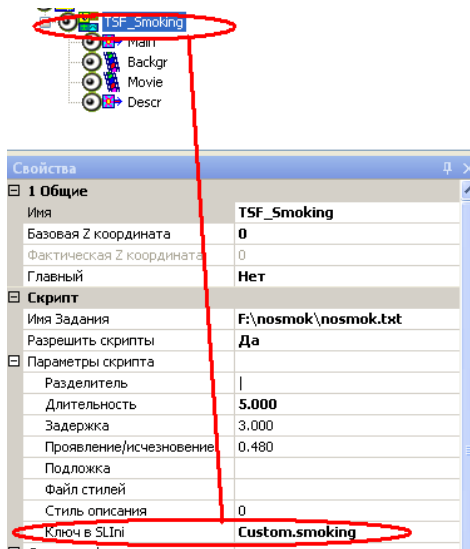 TSF_Smoking
Main
Backgr
Movie
Descr
Свойства
1 Общие
Имя TSF_Smoking
Базовая Z координата 0
Фактическая Z координата 0
Главный Нет
Скрипт
Имя Задания F:\nosmok\nosmok.txt
Разрешить скрипты Да
Параметры скрипта
Разделитель |
Длительность 5.000
Задержка 3.000
Проявление/исчезновение 0.480
Подложка
Файл стилей
Стиль описания 0
Ключ в SLIni Custom.smoking